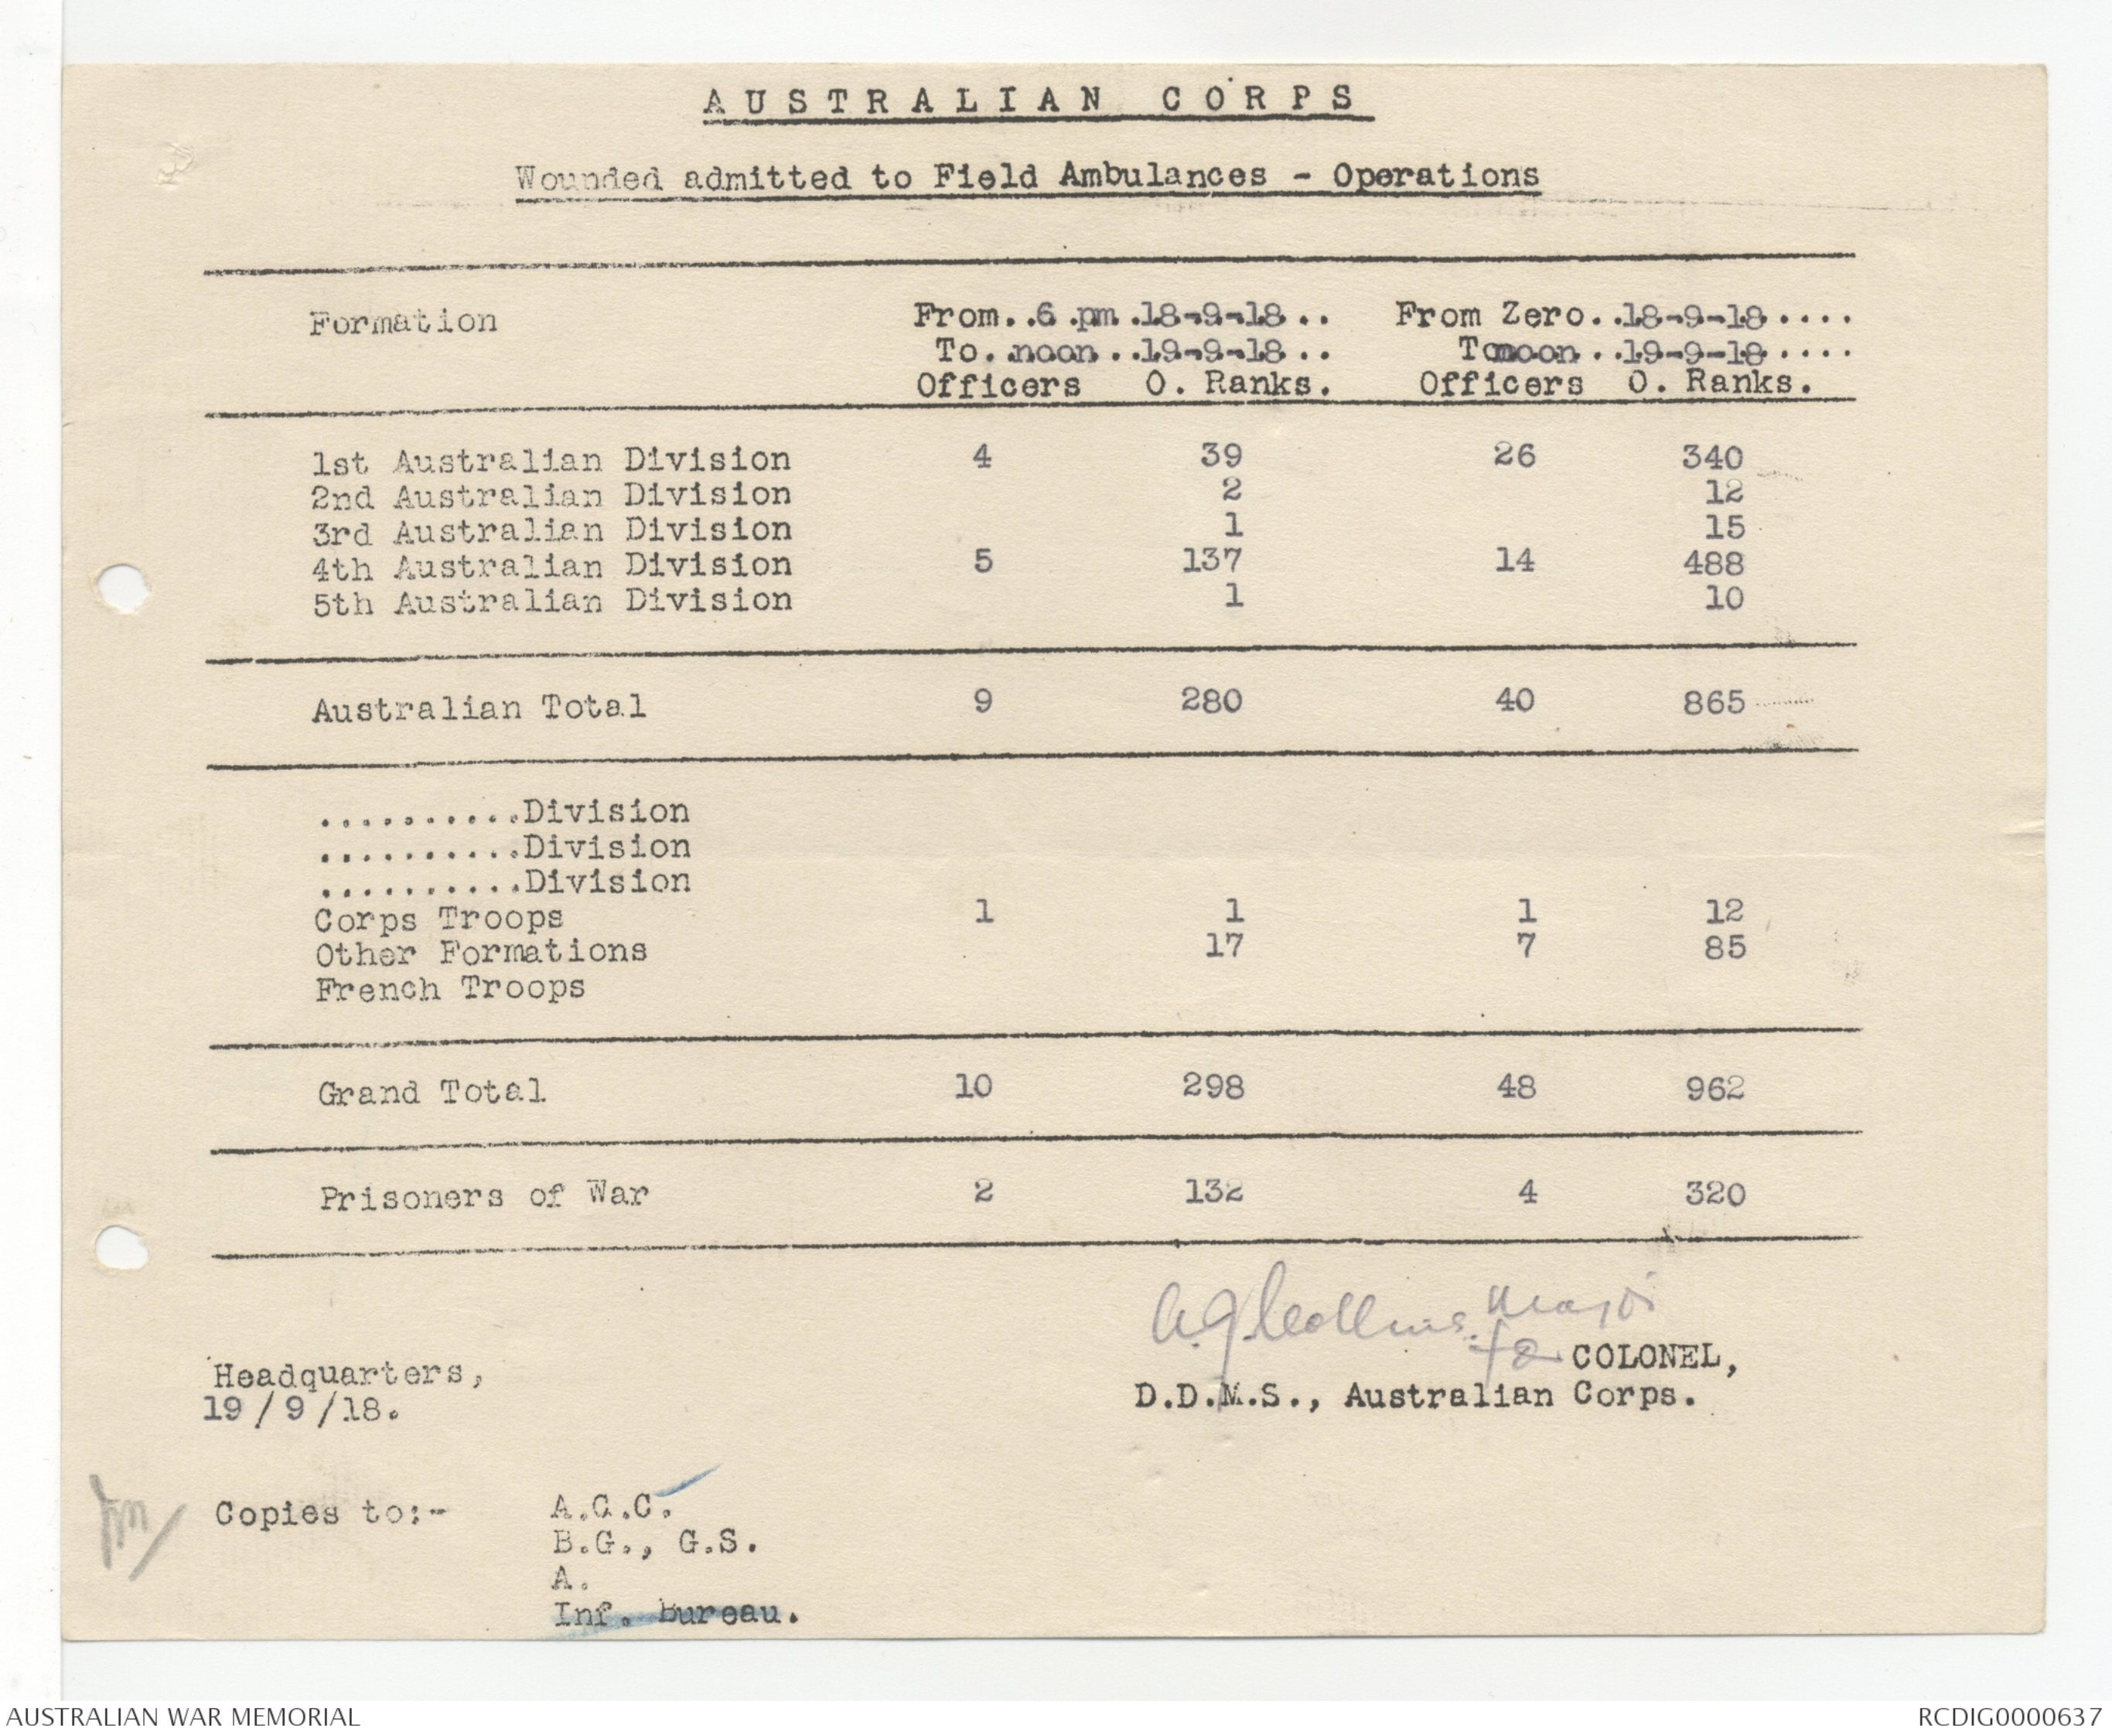 AUSTRALIAN CORPS
Wounded admitted to Field Ambulances - Operations
Formation From..6 pm.18-9-18.. From Zero..18-9-18....
To. noon..19-9-18.. To noon..19-9-18....
Officers O. Ranks. Officers O. Ranks.
1st Australian Division 4 39 26 340
2nd Australian Division 2 12
3rd Australian Division 1 15
4th Australian Division 5 137 14 488
5th Australian Division 1 10
Australian Total 9 280 40 865
..........Division
..........Division
..........Division
Corps Troops 1 1 1 12
Other Formations 17 7 85
French Troops
Grand Total 10 298 48 962
Prisoners of War 2 132 4 320
A.J. Collins. Major
for COLONEL,
D.D.M.S., Australian Corps.
Headquarters,
19/9/18.
Copies to:- A.C.C.
B.G., G.S.
A.
Inf. Bureau.
AUSTRALIAN WAR MEMORIAL RCDIG0000637